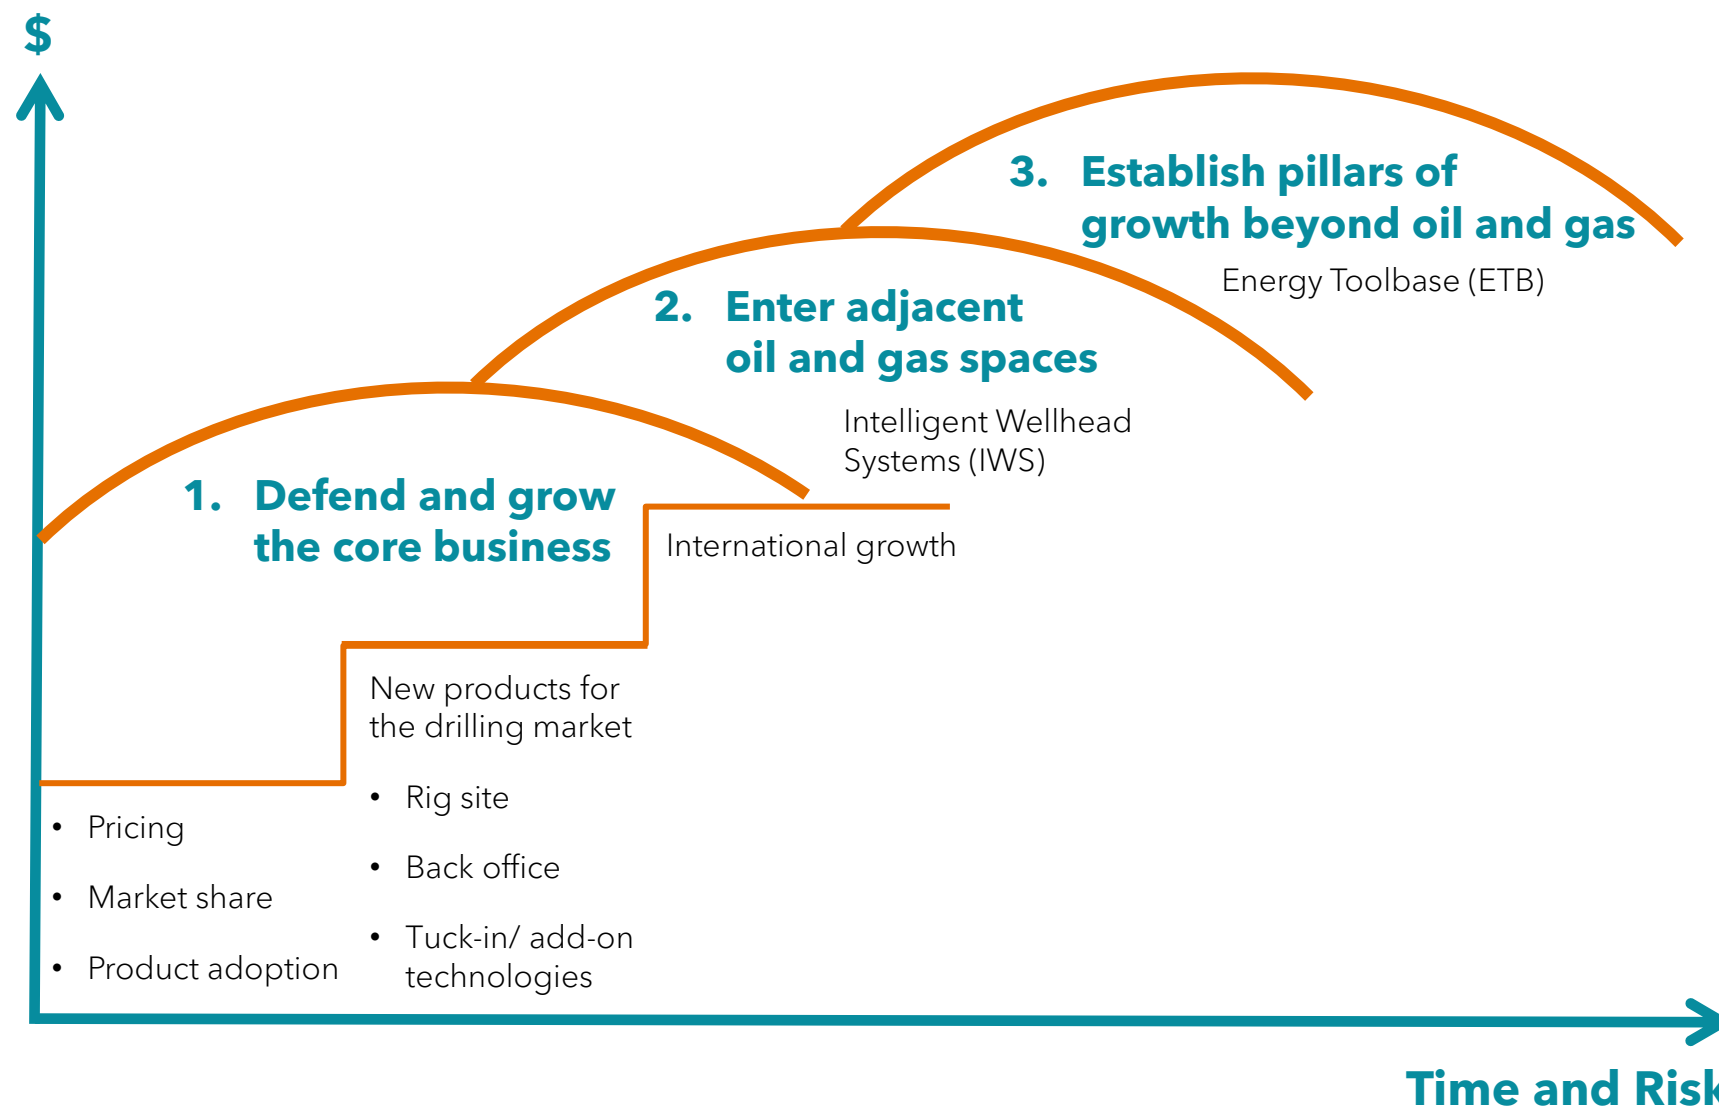 $
3. Establish pillars of
growth beyond oil and gas
Energy Toolbase (ETB)
2. Enter adjacent
oil and gas spaces
Intelligent Wellhead
Systems (IWS)
1. Defend and grow
the core business
International growth
New products for
the drilling market
• Rig site
• Back office
• Tuck-in/ add-on
technologies
• Pricing
• Market share
• Product adoption
Time and Risk